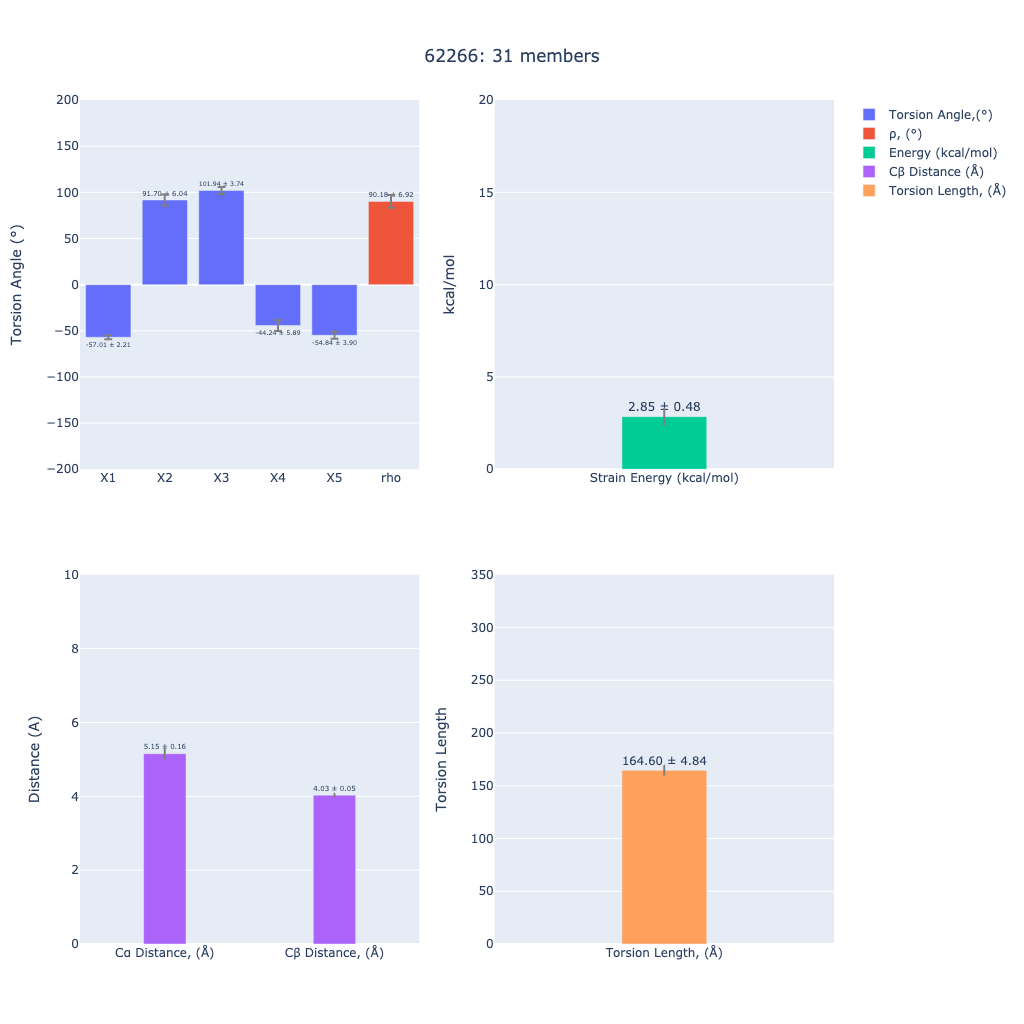 62266: 31 members
Torsion Angle (°)
200
150
100
50
0
−50
−100
−150
−200
-57.01 ± 2.21
91.70 ± 6.04
101.94 ± 3.74
-44.24 ± 5.89
-54.84 ± 3.90
90.18 ± 6.92
X1 X2 X3 X4 X5 rho
kcal/mol
20
15
10
5
0
2.85 ± 0.48
Strain Energy (kcal/mol)
Torsion Angle,(°)
ρ, (°)
Energy (kcal/mol)
Cβ Distance (Å)
Torsion Length, (Å)
Distance (A)
10
8
6
4
2
0
5.15 ± 0.16
4.03 ± 0.05
Cα Distance, (Å) Cβ Distance, (Å)
Torsion Length
350
300
250
200
150
100
50
0
164.60 ± 4.84
Torsion Length, (Å)